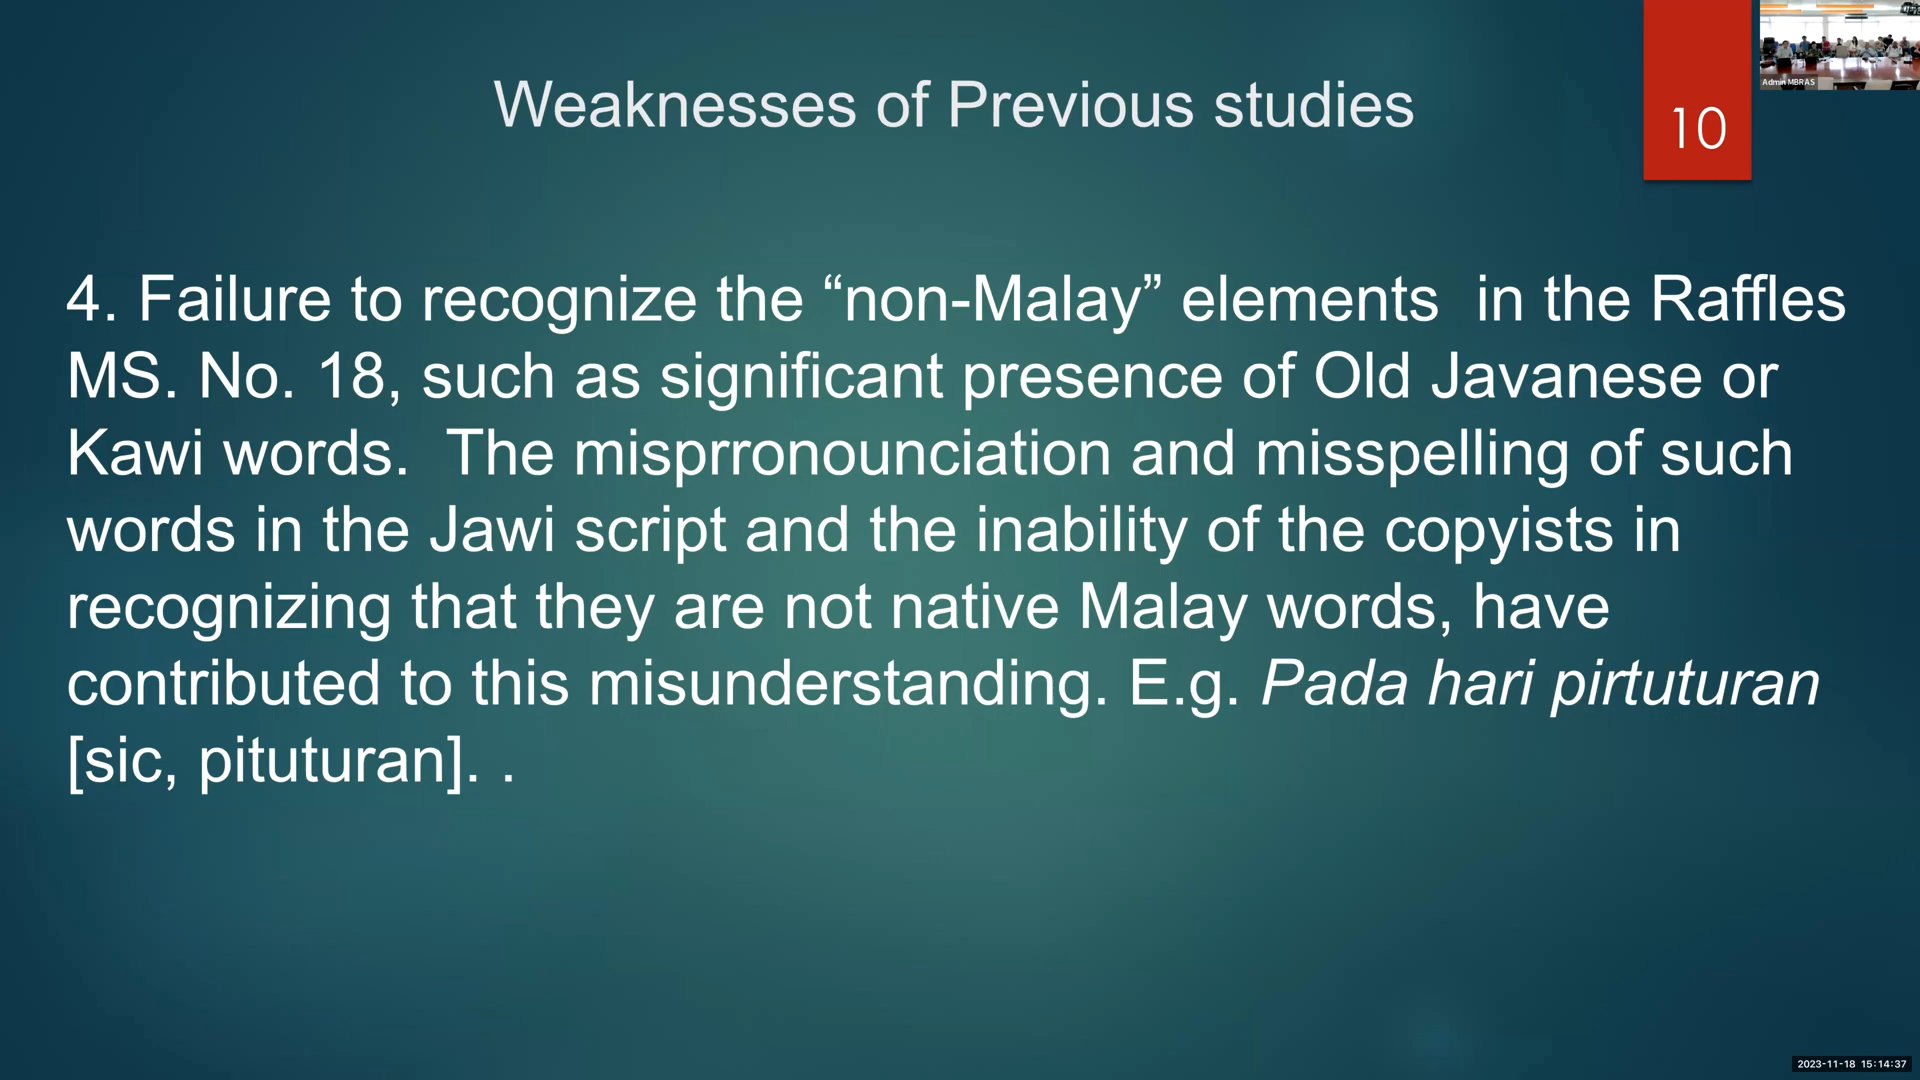 Weaknesses of Previous studies
10
Admin MBRAS
4. Failure to recognize the “non-Malay” elements in the Raffles
MS. No. 18, such as significant presence of Old Javanese or
Kawi words. The misprronounciation and misspelling of such
words in the Jawi script and the inability of the copyists in
recognizing that they are not native Malay words, have
contributed to this misunderstanding. E.g. Pada hari pirtuturan
[sic, pituturan]. .
2023-11-18 15:14:37